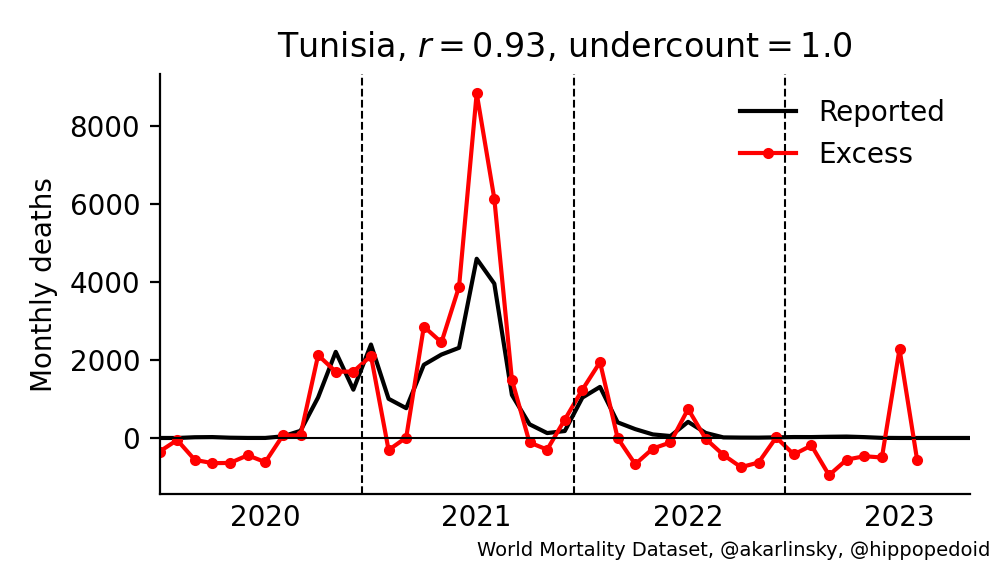 Tunisia, r = 0.93, undercount = 1.0
Reported
Excess
Monthly deaths
8000
6000
4000
2000
0
2020 2021 2022 2023
World Mortality Dataset, @akarlinsky, @hippopedoid